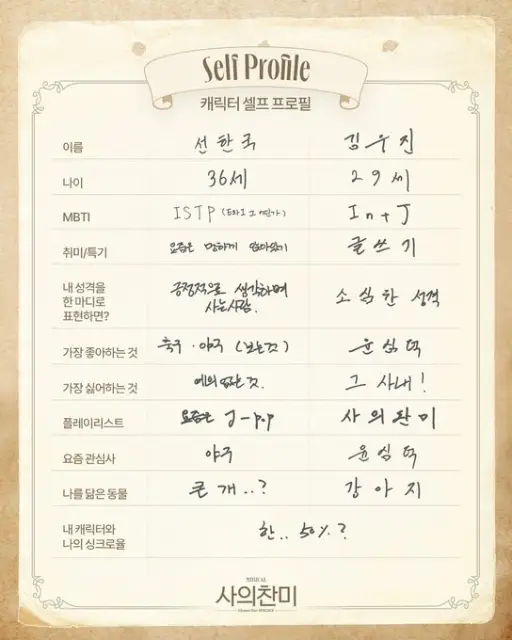 Self Profile
캐릭터 셀프 프로필
이름 선한국 김우진
나이 36세 29세
MBTI ISTP (E와 I 그 언가) Intj
취미/특기 요즘은 멍하게 앉아있기 글쓰기
내 성격을
한 마디로
표현하면?
긍정적으로 생각하며
사는사람.
소심한 성격
가장 좋아하는 것 축구 · 야구 (보는것) 윤심덕
가장 싫어하는 것 예의 없는 것. 그 사내!
플레이리스트 요즘은 J-pop 사의찬미
요즘 관심사 야구 윤심덕
나를 닮은 동물 큰 개..? 강아지
내 캐릭터와
나의 싱크로율
한.. 50%?
MUSICAL
사의찬미